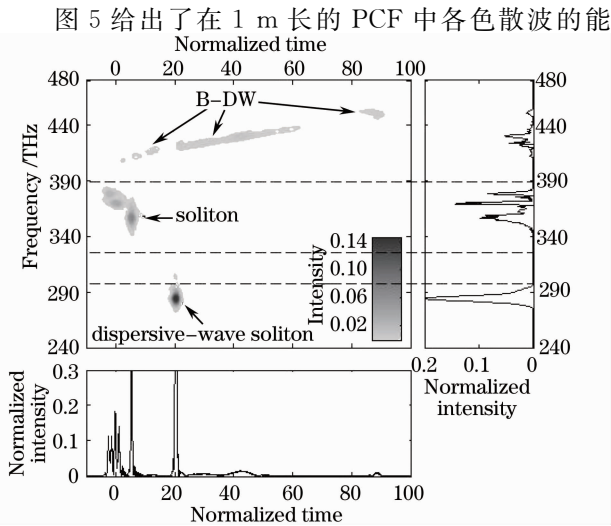 图 5 给出了在 1 m 长的 PCF 中各色散波的能
Normalized time
0 20 40 60 80 100
480 440 390 340 290 240
Frequency /THz
B-DW
soliton
dispersive-wave soliton
Intensity
0.14
0.10
0.06
0.02
480 440 390 340 290 240
0.2 0.1 0
Normalized
intensity
0.3 0.2 0.1 0
Normalized
intensity
0 20 40 60 80 100
Normalized time